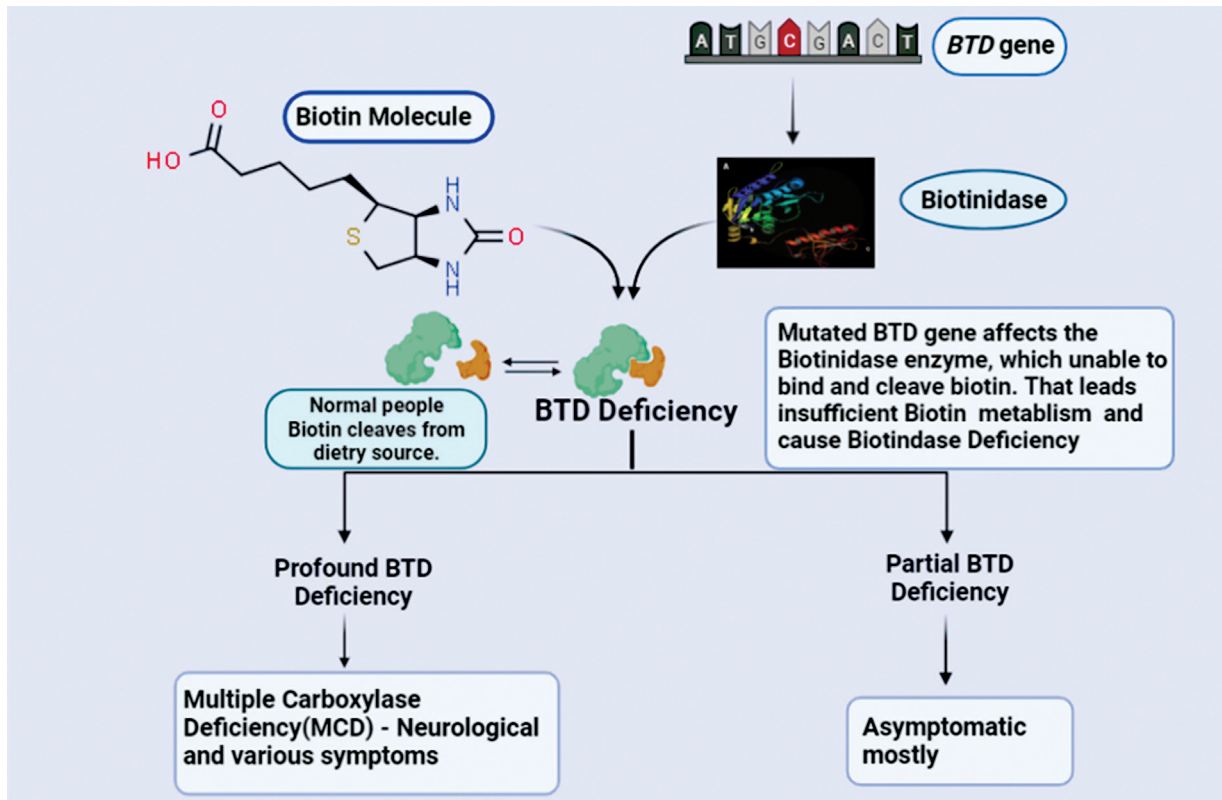 A T G C G A C T
BTD gene
Biotin Molecule
O
HO
H
N
S
O
N
H
A
Biotinidase
Mutated BTD gene affects the
Biotinidase enzyme, which unable to
bind and cleave biotin. That leads
insufficient Biotin metablism and
cause Biotindase Deficiency
BTD Deficiency
Normal people
Biotin cleaves from
dietry source.
Profound BTD
Deficiency
Partial BTD
Deficiency
Multiple Carboxylase
Deficiency(MCD) - Neurological
and various symptoms
Asymptomatic
mostly